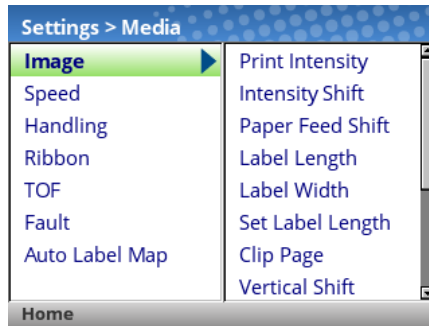 Settings > Media
Image
Speed
Handling
Ribbon
TOF
Fault
Auto Label Map
Print Intensity
Intensity Shift
Paper Feed Shift
Label Length
Label Width
Set Label Length
Clip Page
Vertical Shift
Home